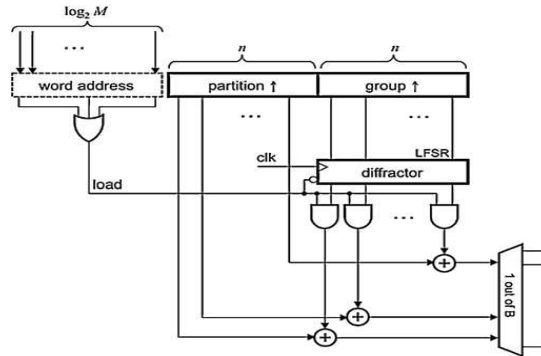 log₂ M
n
n
...
word address
partition ↑
group ↑
...
...
LFSR
clk
diffractor
load
...
+
+
+
1 out of B